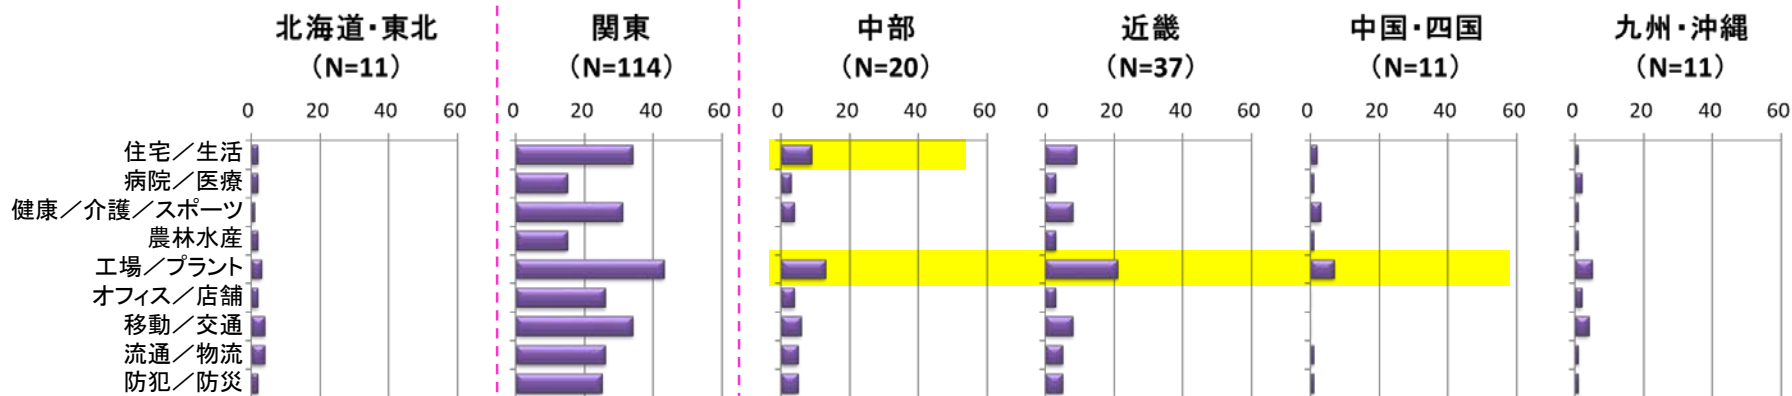 北海道・東北
（N=11）
関東
（N=114）
中部
（N=20）
近畿
（N=37）
中国・四国
（N=11）
九州・沖縄
（N=11）
0 20 40 60
0 20 40 60
0 20 40 60
0 20 40 60
0 20 40 60
0 20 40 60
住宅／生活
病院／医療
健康／介護／スポーツ
農林水産
工場／プラント
オフィス／店舗
移動／交通
流通／物流
防犯／防災